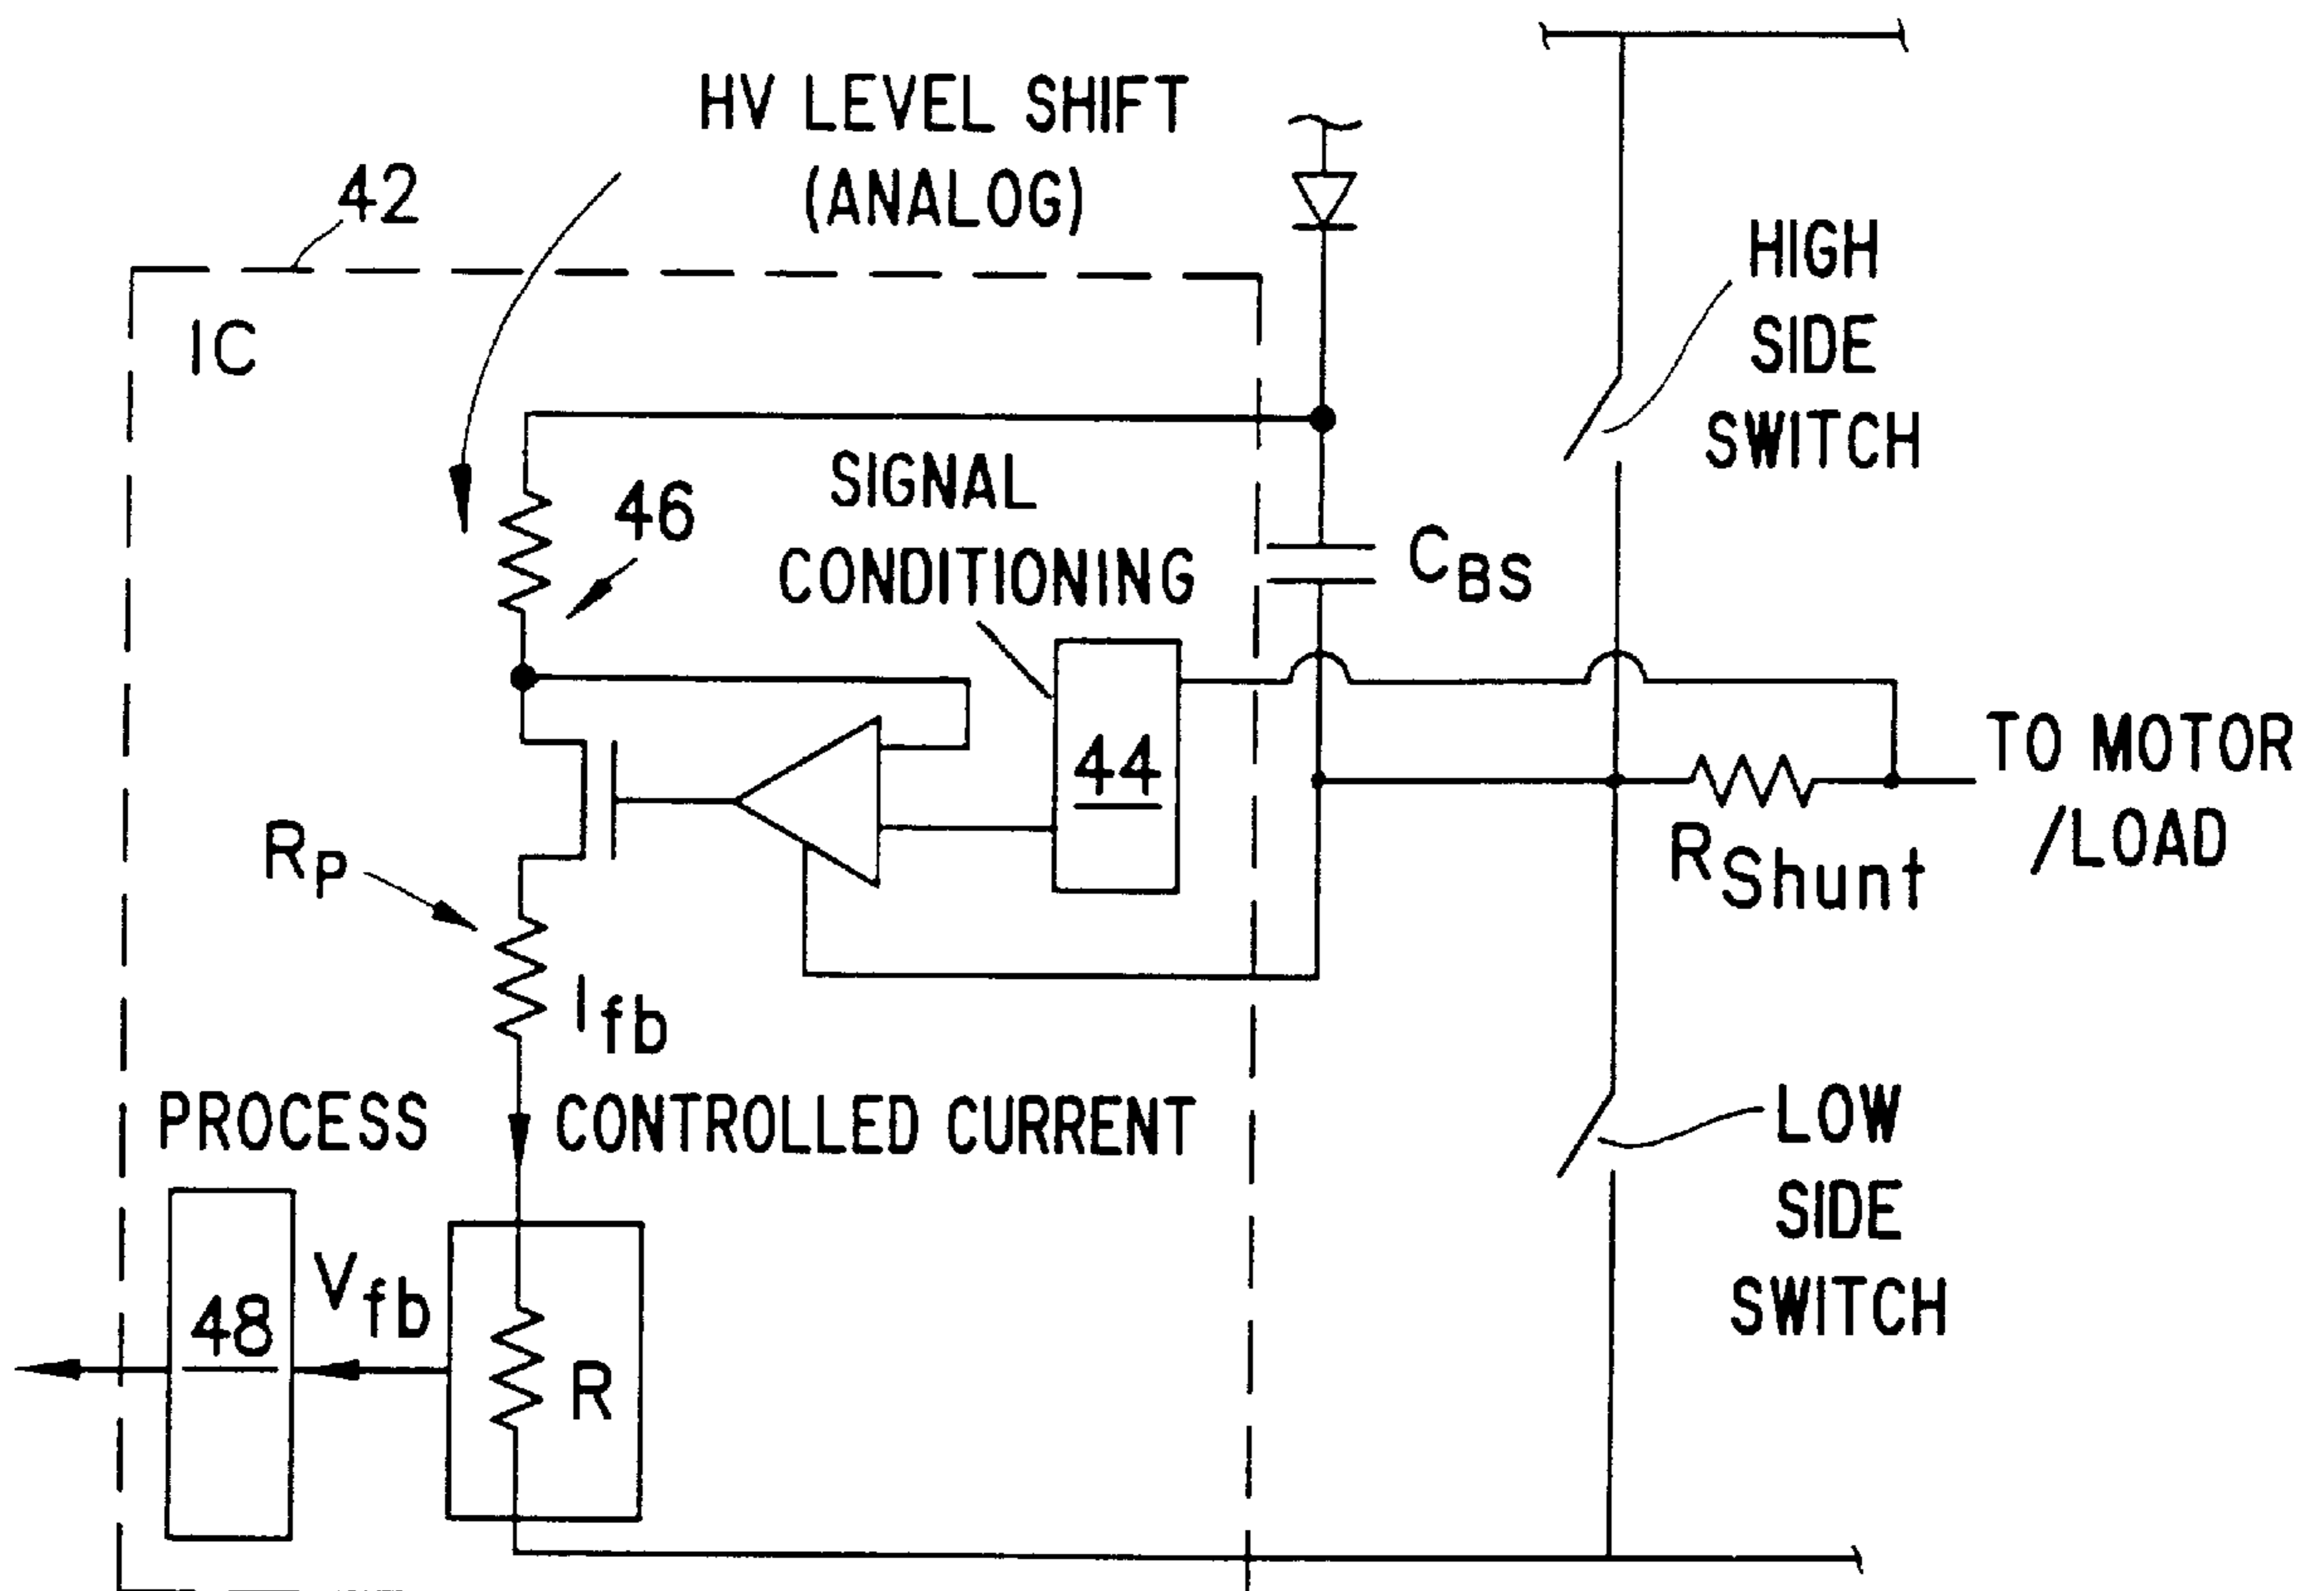 HV LEVEL SHIFT
(ANALOG)
42
IC
HIGH
SIDE
SWITCH
46
SIGNAL
CONDITIONING
CBS
44
TO MOTOR
/LOAD
RShunt
RP
Ifb
PROCESS
CONTROLLED CURRENT
LOW
SIDE
SWITCH
Vfb
48
R